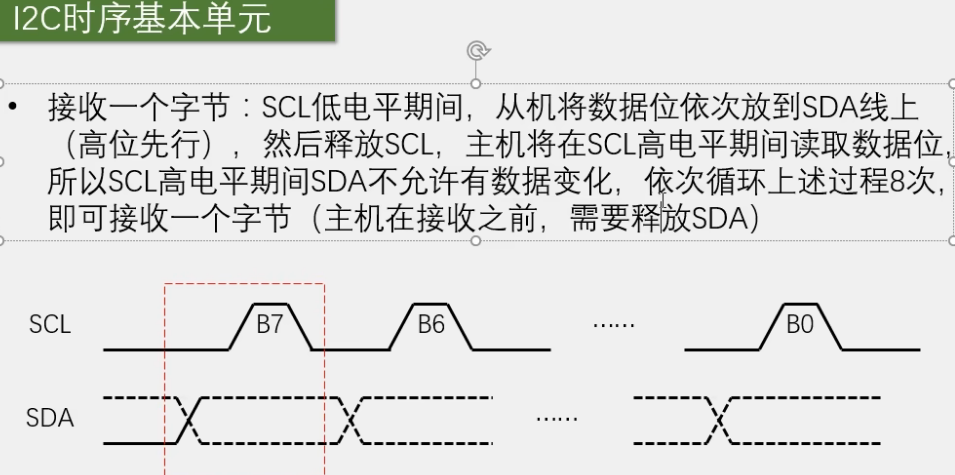 I2C时序基本单元
• 接收一个字节：SCL低电平期间，从机将数据位依次放到SDA线上
（高位先行），然后释放SCL，主机将在SCL高电平期间读取数据位，
所以SCL高电平期间SDA不允许有数据变化，依次循环上述过程8次，
即可接收一个字节（主机在接收之前，需要释放SDA）
SCL B7 B6 …… B0
SDA ……